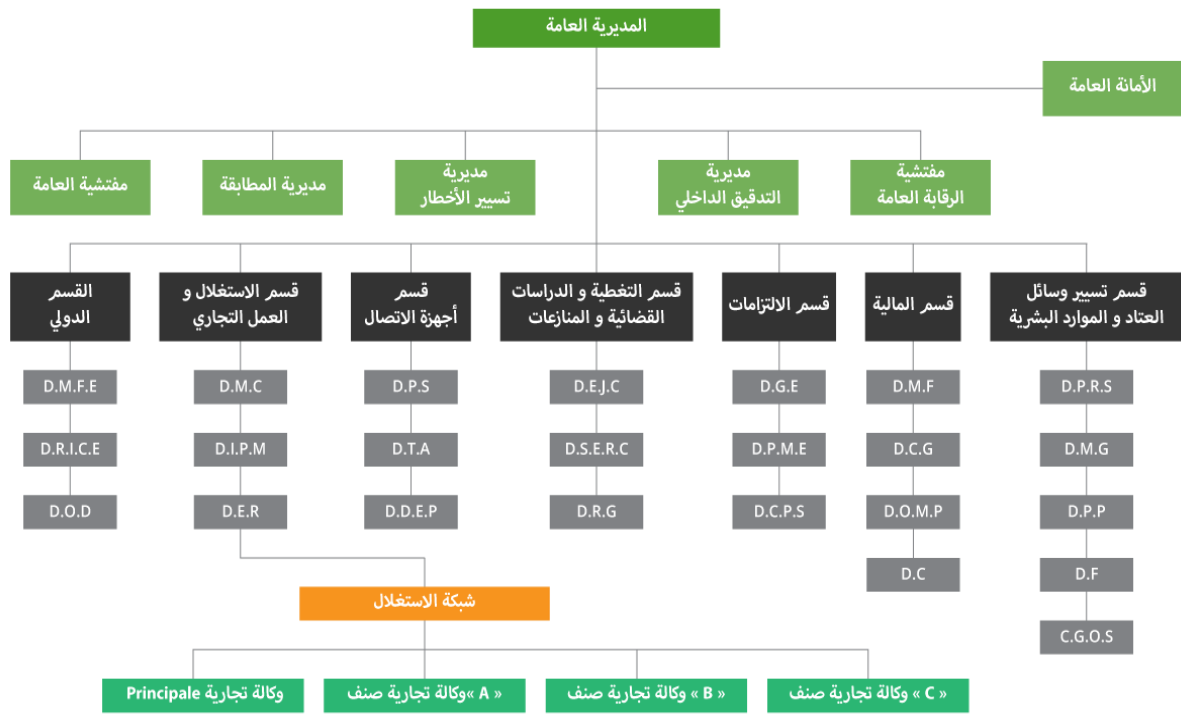 المديرية العامة
الأمانة العامة
مفتشية
الرقابة العامة
مديرية
التدقيق الداخلي
مديرية
تسيير الأخطار
مديرية المطابقة
مفتشية العامة
قسم تسيير وسائل
العتاد و الموارد البشرية
قسم المالية
قسم الالتزامات
قسم التغطية و الدراسات
القضائية و المنازعات
قسم
أجهزة الاتصال
قسم الاستغلال و
العمل التجاري
القسم
الدولي
D.P.R.S
D.M.F
D.G.E
D.E.J.C
D.P.S
D.M.C
D.M.F.E
D.M.G
D.C.G
D.P.M.E
D.S.E.R.C
D.T.A
D.I.P.M
D.R.I.C.E
D.P.P
D.O.M.P
D.C.P.S
D.R.G
D.D.E.P
D.E.R
D.O.D
D.F
D.C
C.G.O.S
شبكة الاستغلال
« C » وكالة تجارية صنف
« B » وكالة تجارية صنف
« A »وكالة تجارية صنف
وكالة تجارية Principale